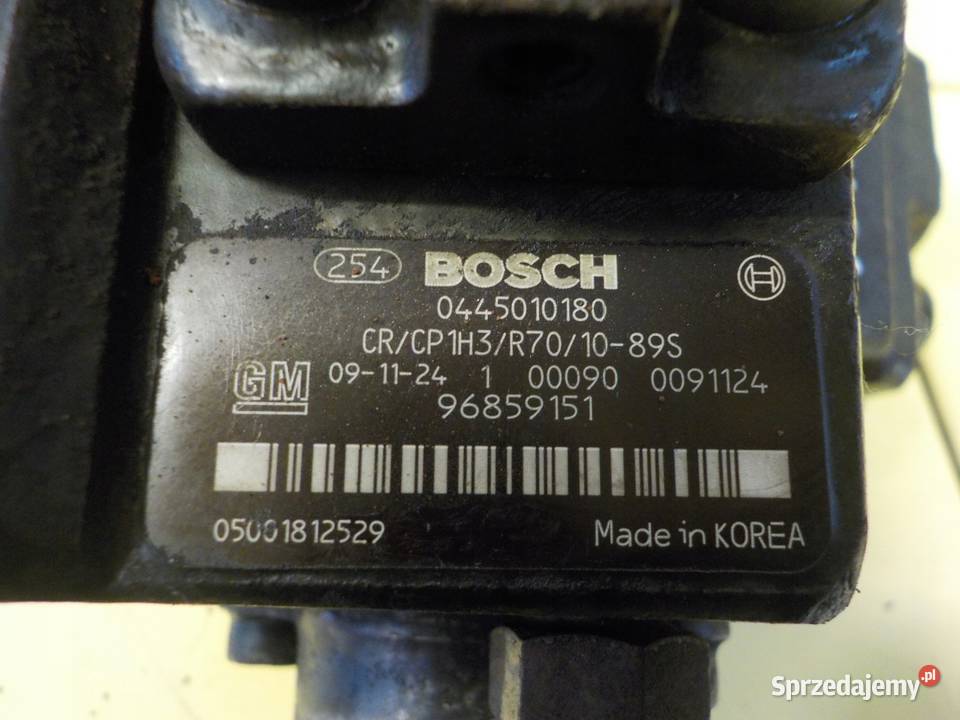 254 BOSCH
0445010180
CR/CP1H3/R70/10-89S
GM 09-11-24 1 00090 0091124
96859151
05001812529 Made in KOREA
Sprzedajemy.pl